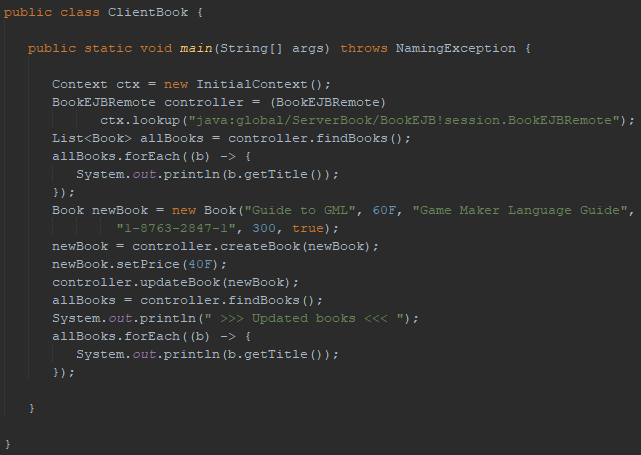 public class ClientBook {
public static void main(String[] args) throws NamingException {
Context ctx = new InitialContext();
BookEJBRemote controller = (BookEJBRemote)
ctx.lookup("java:global/ServerBook/BookEJB!session.BookEJBRemote");
List<Book> allBooks = controller.findBooks();
allBooks.forEach((b) -> {
System.out.println(b.getTitle());
});
Book newBook = new Book("Guide to GML", 60F, "Game Maker Language Guide",
"1-8763-2847-1", 300, true);
newBook = controller.createBook(newBook);
newBook.setPrice(40F);
controller.updateBook(newBook);
allBooks = controller.findBooks();
System.out.println(" >>> Updated books <<< ");
allBooks.forEach((b) -> {
System.out.println(b.getTitle());
});
}
}